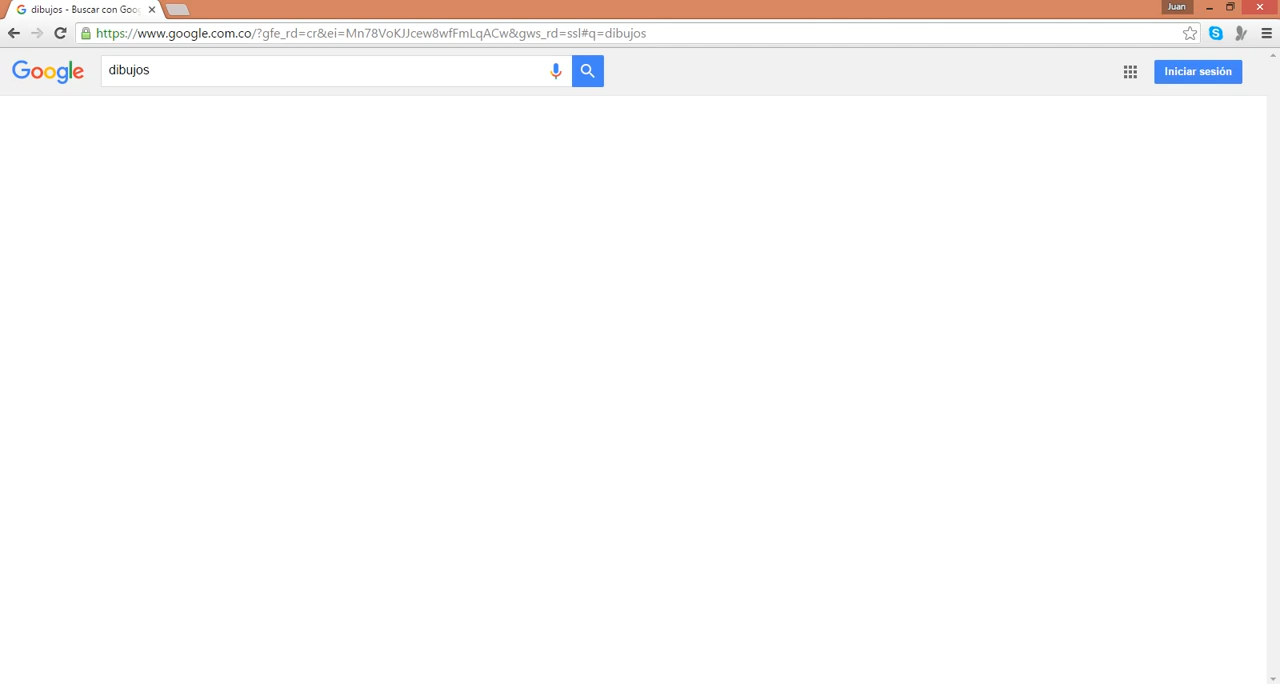 dibujos - Buscar con Goo
Juan
https://www.google.com.co/?gfe_rd=cr&ei=Mn78VoKJJcew8wfFmLqACw&gws_rd=ssl#q=dibujos
Google
dibujos
Iniciar sesión